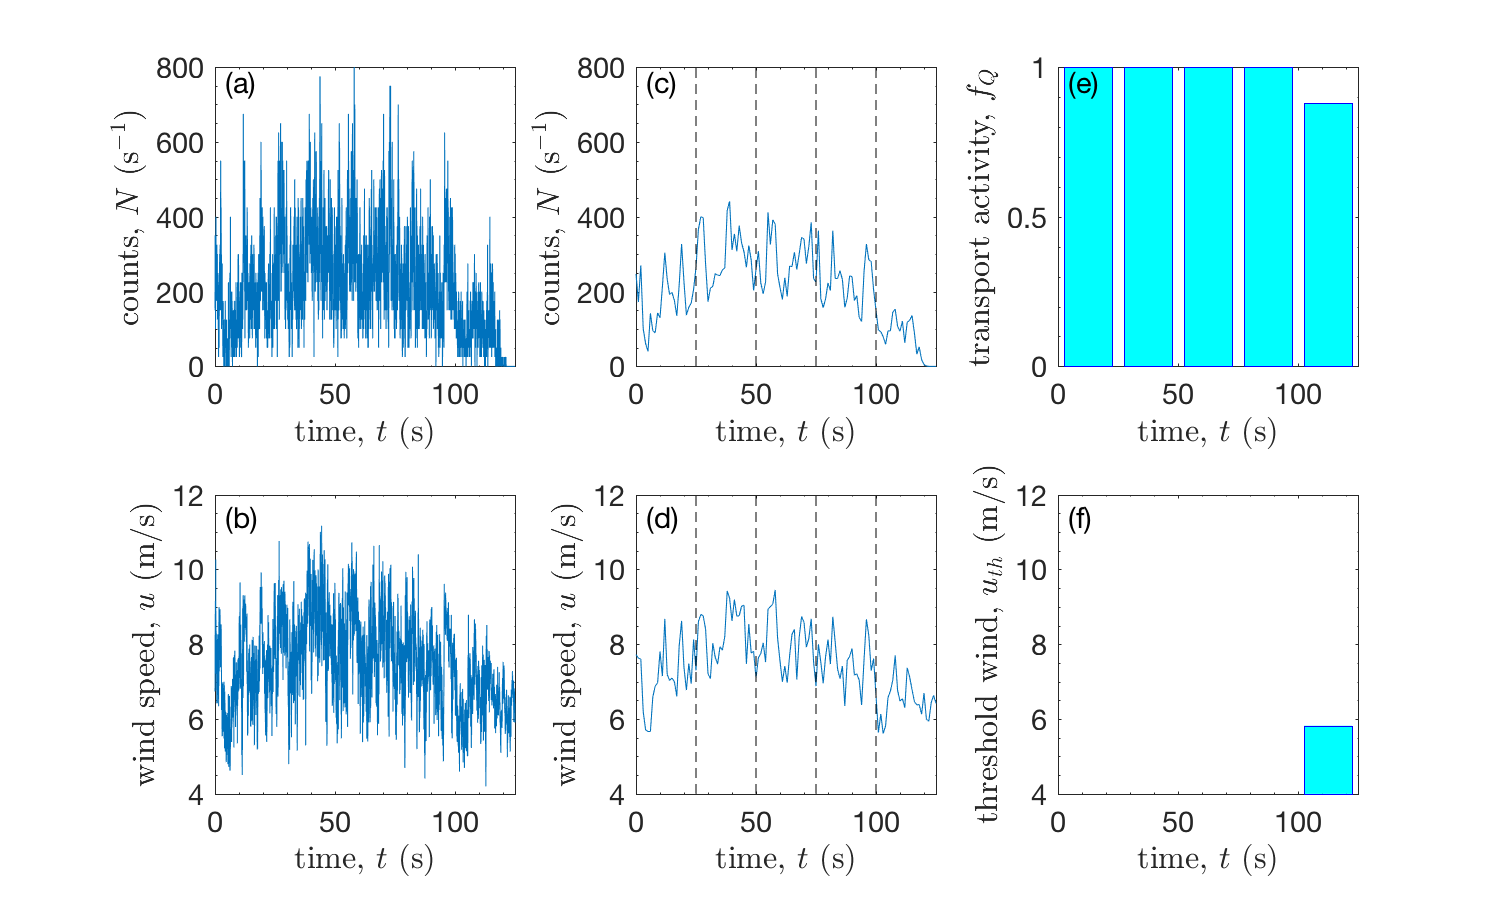 (a)
counts, N (s⁻¹)
800
600
400
200
0
0 50 100
time, t (s)
(c)
counts, N (s⁻¹)
800
600
400
200
0
0 50 100
time, t (s)
(e)
transport activity, f_Q
1
0.5
0
0 50 100
time, t (s)
(b)
wind speed, u (m/s)
12
10
8
6
4
0 50 100
time, t (s)
(d)
wind speed, u (m/s)
12
10
8
6
4
0 50 100
time, t (s)
(f)
threshold wind, u_th (m/s)
12
10
8
6
4
0 50 100
time, t (s)